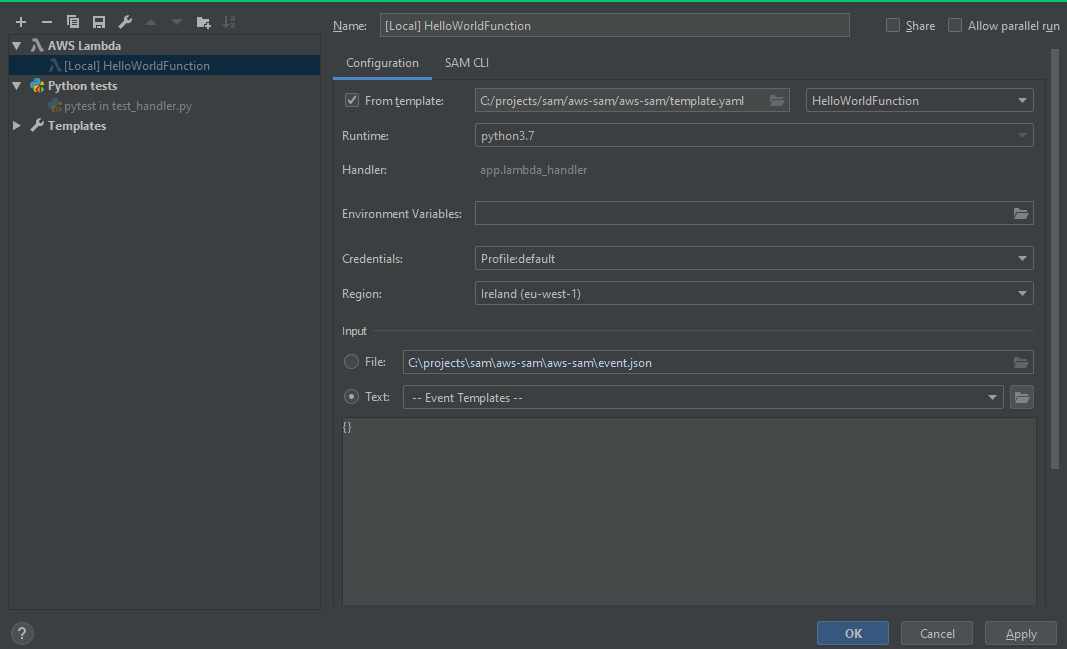 AWS Lambda
[Local] HelloWorldFunction
Python tests
pytest in test_handler.py
Templates
Name: [Local] HelloWorldFunction Share Allow parallel run
Configuration SAM CLI
From template: C:/projects/sam/aws-sam/aws-sam/template.yaml HelloWorldFunction
Runtime: python3.7
Handler: app.lambda_handler
Environment Variables:
Credentials: Profile:default
Region: Ireland (eu-west-1)
Input
File: C:\projects\sam\aws-sam\aws-sam\event.json
Text: -- Event Templates --
{}
? OK Cancel Apply